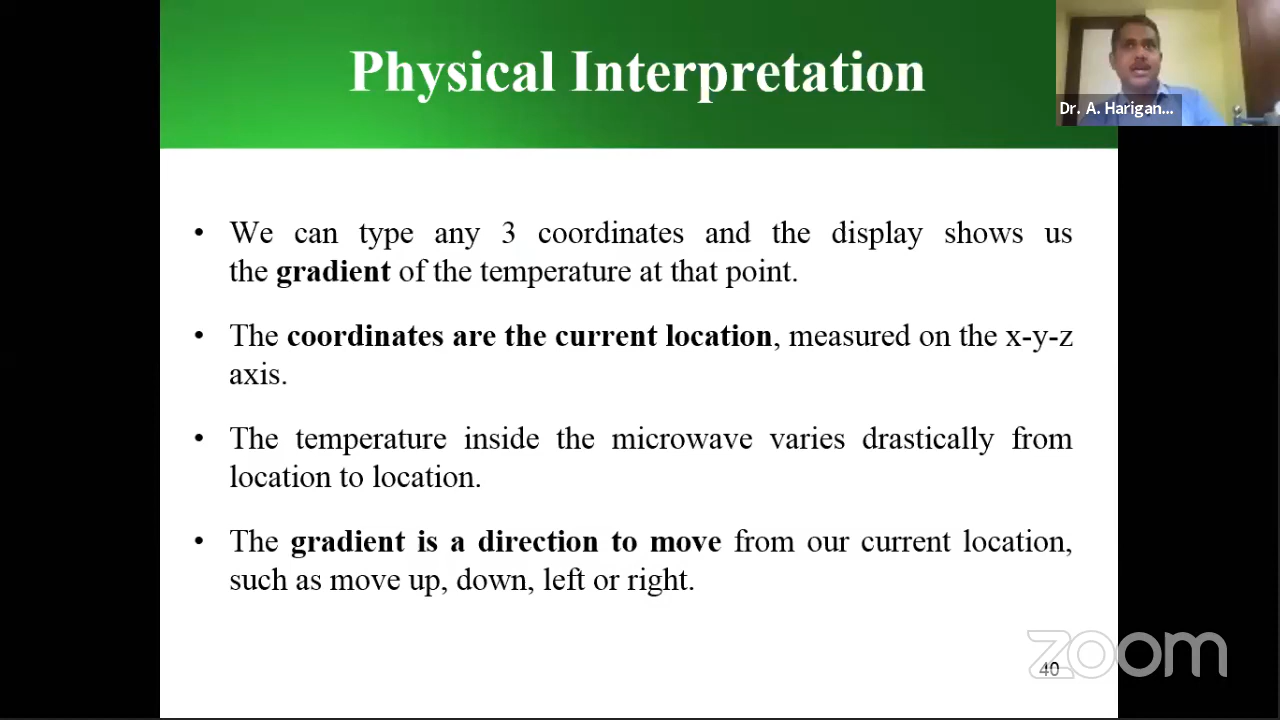 Physical Interpretation
Dr. A. Harigan...
• We can type any 3 coordinates and the display shows us
the gradient of the temperature at that point.
• The coordinates are the current location, measured on the x-y-z
axis.
• The temperature inside the microwave varies drastically from
location to location.
• The gradient is a direction to move from our current location,
such as move up, down, left or right.
zoom
40